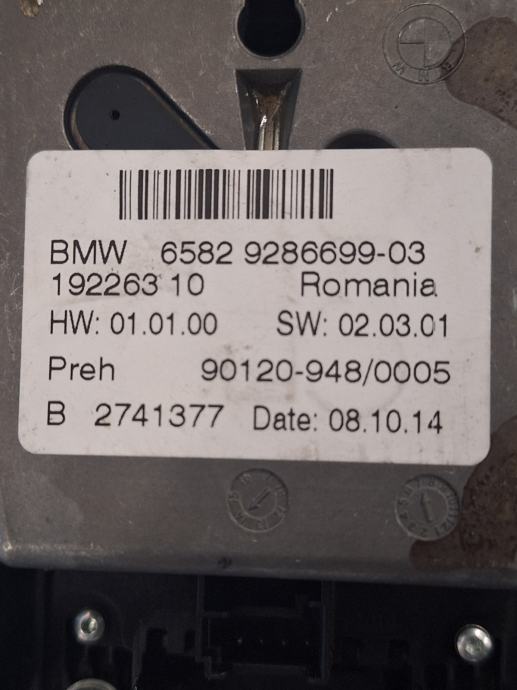 BMW 6582 9286699-03
192263 10 Romania
HW: 01.01.00 SW: 02.03.01
Preh 90120-948/0005
B 2741377 Date: 08.10.14